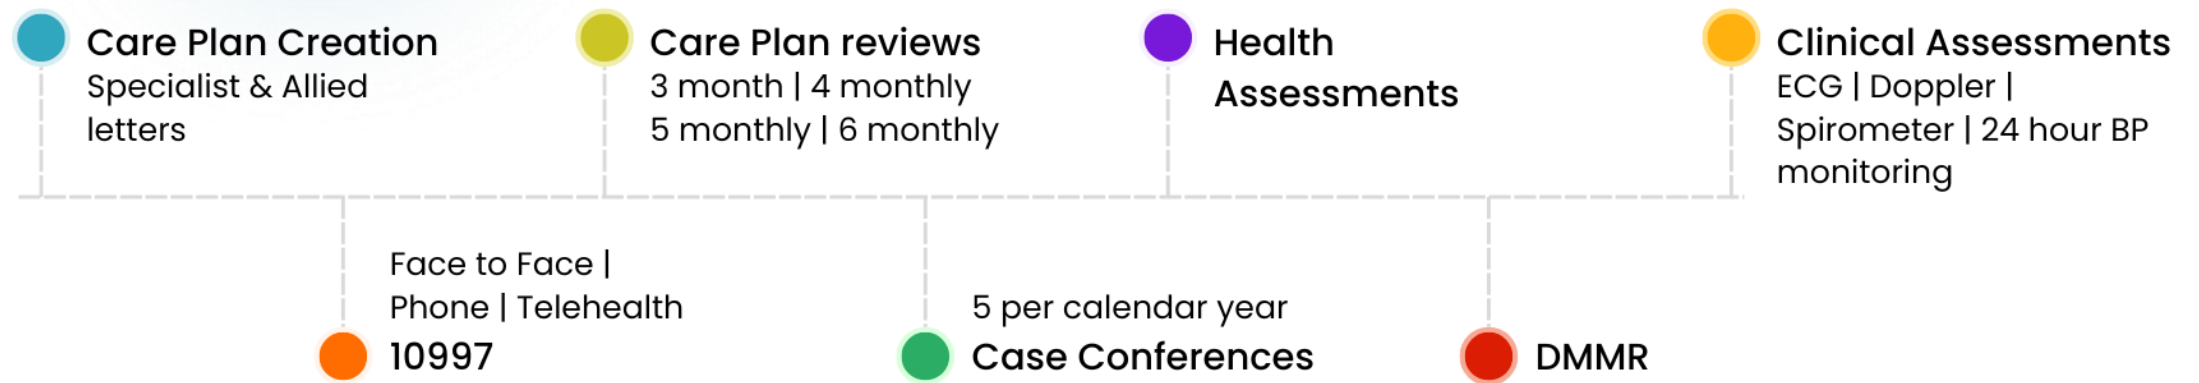 Care Plan Creation
Specialist & Allied
letters
Face to Face |
Phone | Telehealth
10997
Care Plan reviews
3 month | 4 monthly
5 monthly | 6 monthly
5 per calendar year
Case Conferences
Health
Assessments
DMMR
Clinical Assessments
ECG | Doppler |
Spirometer | 24 hour BP
monitoring